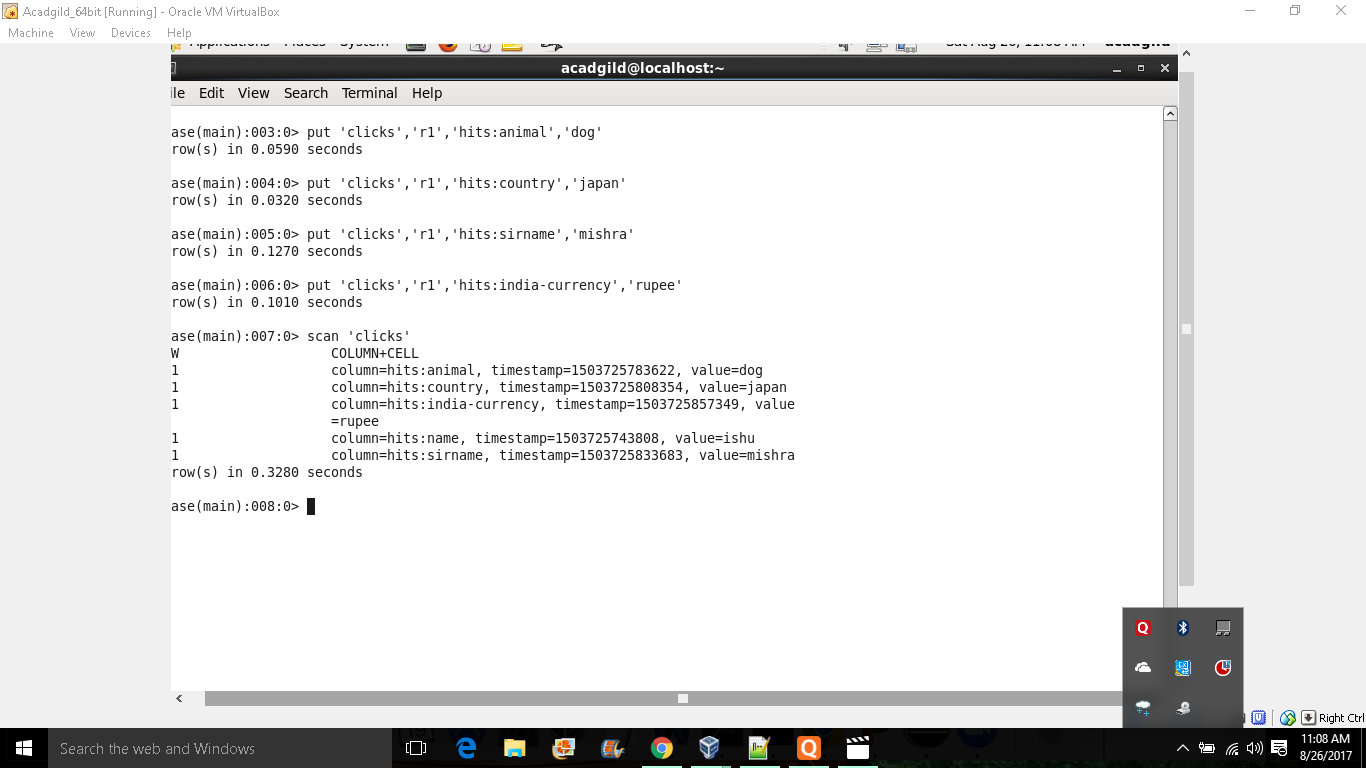 Acadgild_64bit [Running] - Oracle VM VirtualBox
Machine View Devices Help
Applications Places System Sat Aug 26, 11:08 AM acadgild
acadgild@localhost:~
ile Edit View Search Terminal Help
ase(main):003:0> put 'clicks','r1','hits:animal','dog'
row(s) in 0.0590 seconds
ase(main):004:0> put 'clicks','r1','hits:country','japan'
row(s) in 0.0320 seconds
ase(main):005:0> put 'clicks','r1','hits:sirname','mishra'
row(s) in 0.1270 seconds
ase(main):006:0> put 'clicks','r1','hits:india-currency','rupee'
row(s) in 0.1010 seconds
ase(main):007:0> scan 'clicks'
W COLUMN+CELL
1 column=hits:animal, timestamp=1503725783622, value=dog
1 column=hits:country, timestamp=1503725808354, value=japan
1 column=hits:india-currency, timestamp=1503725857349, value
=rupee
1 column=hits:name, timestamp=1503725743808, value=ishu
1 column=hits:sirname, timestamp=1503725833683, value=mishra
row(s) in 0.3280 seconds
ase(main):008:0>
Right Ctrl
Search the web and Windows
11:08 AM
8/26/2017